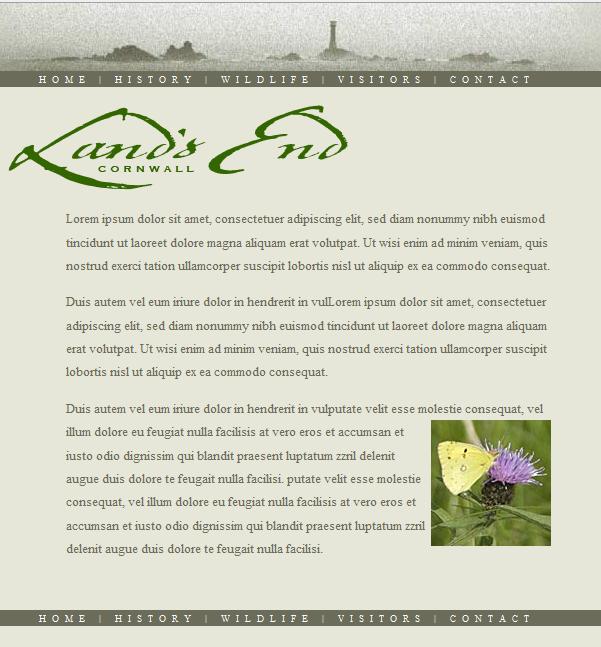 HOME | HISTORY | WILDLIFE | VISITORS | CONTACT
Land's End
CORNWALL
Lorem ipsum dolor sit amet, consectetuer adipiscing elit, sed diam nonummy nibh euismod
tincidunt ut laoreet dolore magna aliquam erat volutpat. Ut wisi enim ad minim veniam, quis
nostrud exerci tation ullamcorper suscipit lobortis nisl ut aliquip ex ea commodo consequat.
Duis autem vel eum iriure dolor in hendrerit in vulLorem ipsum dolor sit amet, consectetuer
adipiscing elit, sed diam nonummy nibh euismod tincidunt ut laoreet dolore magna aliquam
erat volutpat. Ut wisi enim ad minim veniam, quis nostrud exerci tation ullamcorper suscipit
lobortis nisl ut aliquip ex ea commodo consequat.
Duis autem vel eum iriure dolor in hendrerit in vulputate velit esse molestie consequat, vel
illum dolore eu feugiat nulla facilisis at vero eros et accumsan et
iusto odio dignissim qui blandit praesent luptatum zzril delenit
augue duis dolore te feugait nulla facilisi. putate velit esse molestie
consequat, vel illum dolore eu feugiat nulla facilisis at vero eros et
accumsan et iusto odio dignissim qui blandit praesent luptatum zzril
delenit augue duis dolore te feugait nulla facilisi.
HOME | HISTORY | WILDLIFE | VISITORS | CONTACT